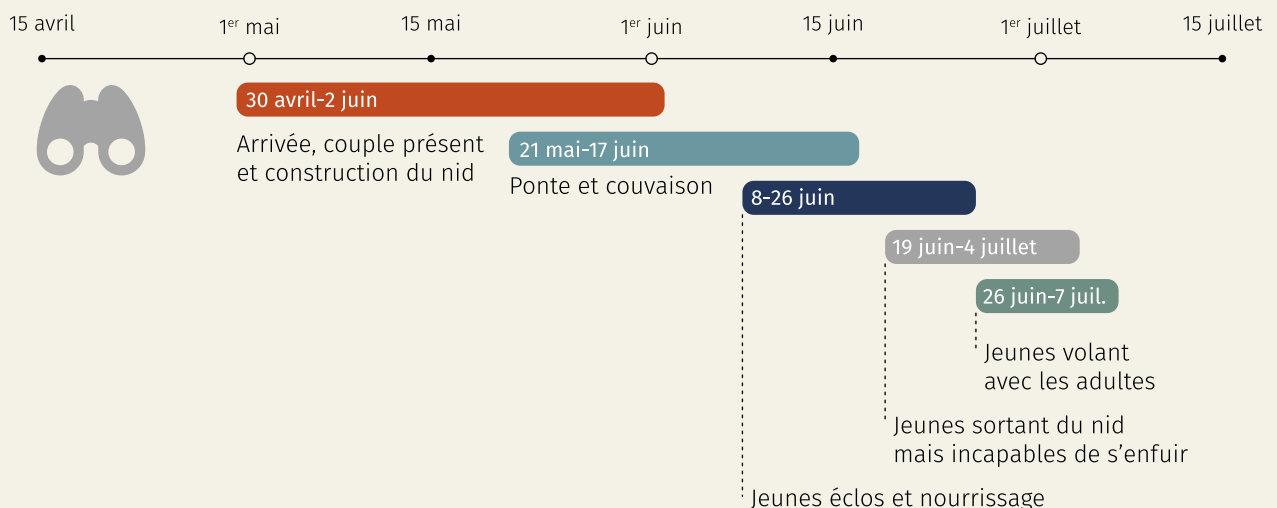 15 avril
1er mai
15 mai
1er juin
15 juin
1er juillet
15 juillet
30 avril-2 juin
Arrivée, couple présent
et construction du nid
21 mai-17 juin
Ponte et couvaison
8-26 juin
19 juin-4 juillet
26 juin-7 juil.
Jeunes volant
avec les adultes
Jeunes sortant du nid
mais incapables de s’enfuir
Jeunes éclos et nourrissage